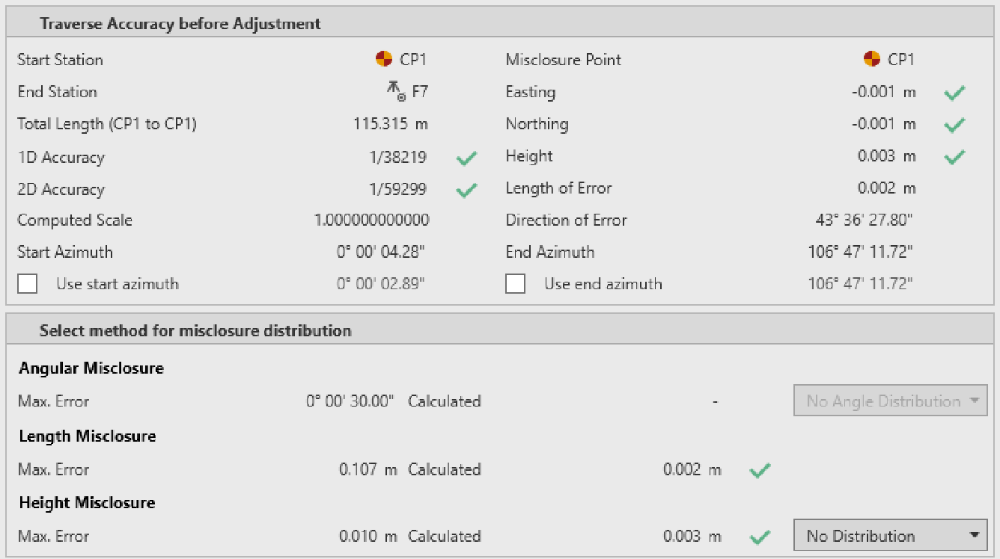 Traverse Accuracy before Adjustment
Start Station CP1 Misclosure Point CP1
End Station F7 Easting -0.001 m
Total Length (CP1 to CP1) 115.315 m Northing -0.001 m
1D Accuracy 1/38219 Height 0.003 m
2D Accuracy 1/59299 Length of Error 0.002 m
Computed Scale 1.000000000000 Direction of Error 43° 36' 27.80"
Start Azimuth 0° 00' 04.28" End Azimuth 106° 47' 11.72"
Use start azimuth 0° 00' 02.89" Use end azimuth 106° 47' 11.72"
Select method for misclosure distribution
Angular Misclosure
Max. Error 0° 00' 30.00" Calculated - No Angle Distribution
Length Misclosure
Max. Error 0.107 m Calculated 0.002 m
Height Misclosure
Max. Error 0.010 m Calculated 0.003 m No Distribution